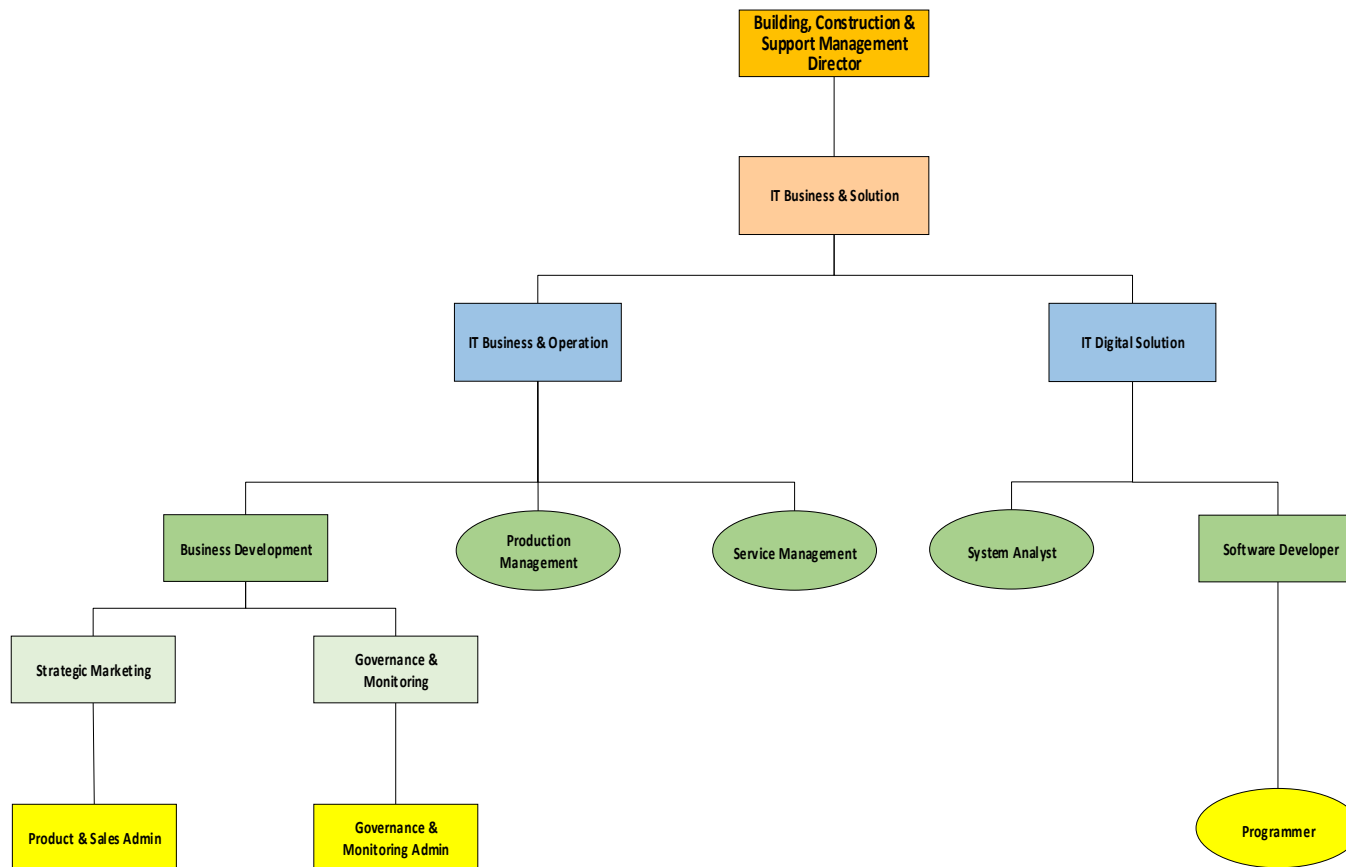 Building, Construction &
Support Management
Director
IT Business & Solution
IT Business & Operation
IT Digital Solution
Business Development
Production
Management
Service Management
System Analyst
Software Developer
Strategic Marketing
Governance &
Monitoring
Product & Sales Admin
Governance &
Monitoring Admin
Programmer